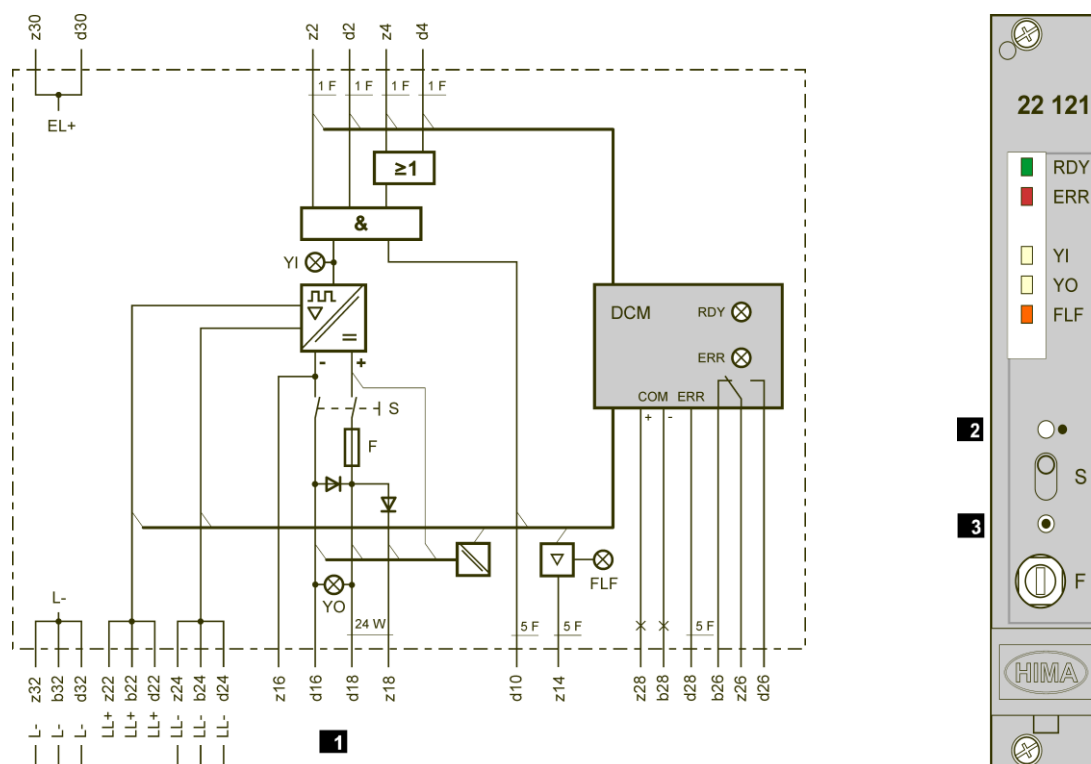 z30 d30 z2 d2 z4 d4
1 F 1 F 1 F 1 F
EL+
≥1
&
YI
- +
S
F
DCM RDY
ERR
COM ERR
+ -
FLF
YO
L-
24 W 5 F 5 F 5 F
z32 b32 d32 z22 b22 d22 z24 b24 d24 z16 d16 d18 z18 d10 z14 z28 b28 d28 b26 z26 d26
L- L- L- LL+ LL+ LL+ LL- LL- LL-
1
22 121
RDY
ERR
YI
YO
FLF
2
S
3
F
HIMA